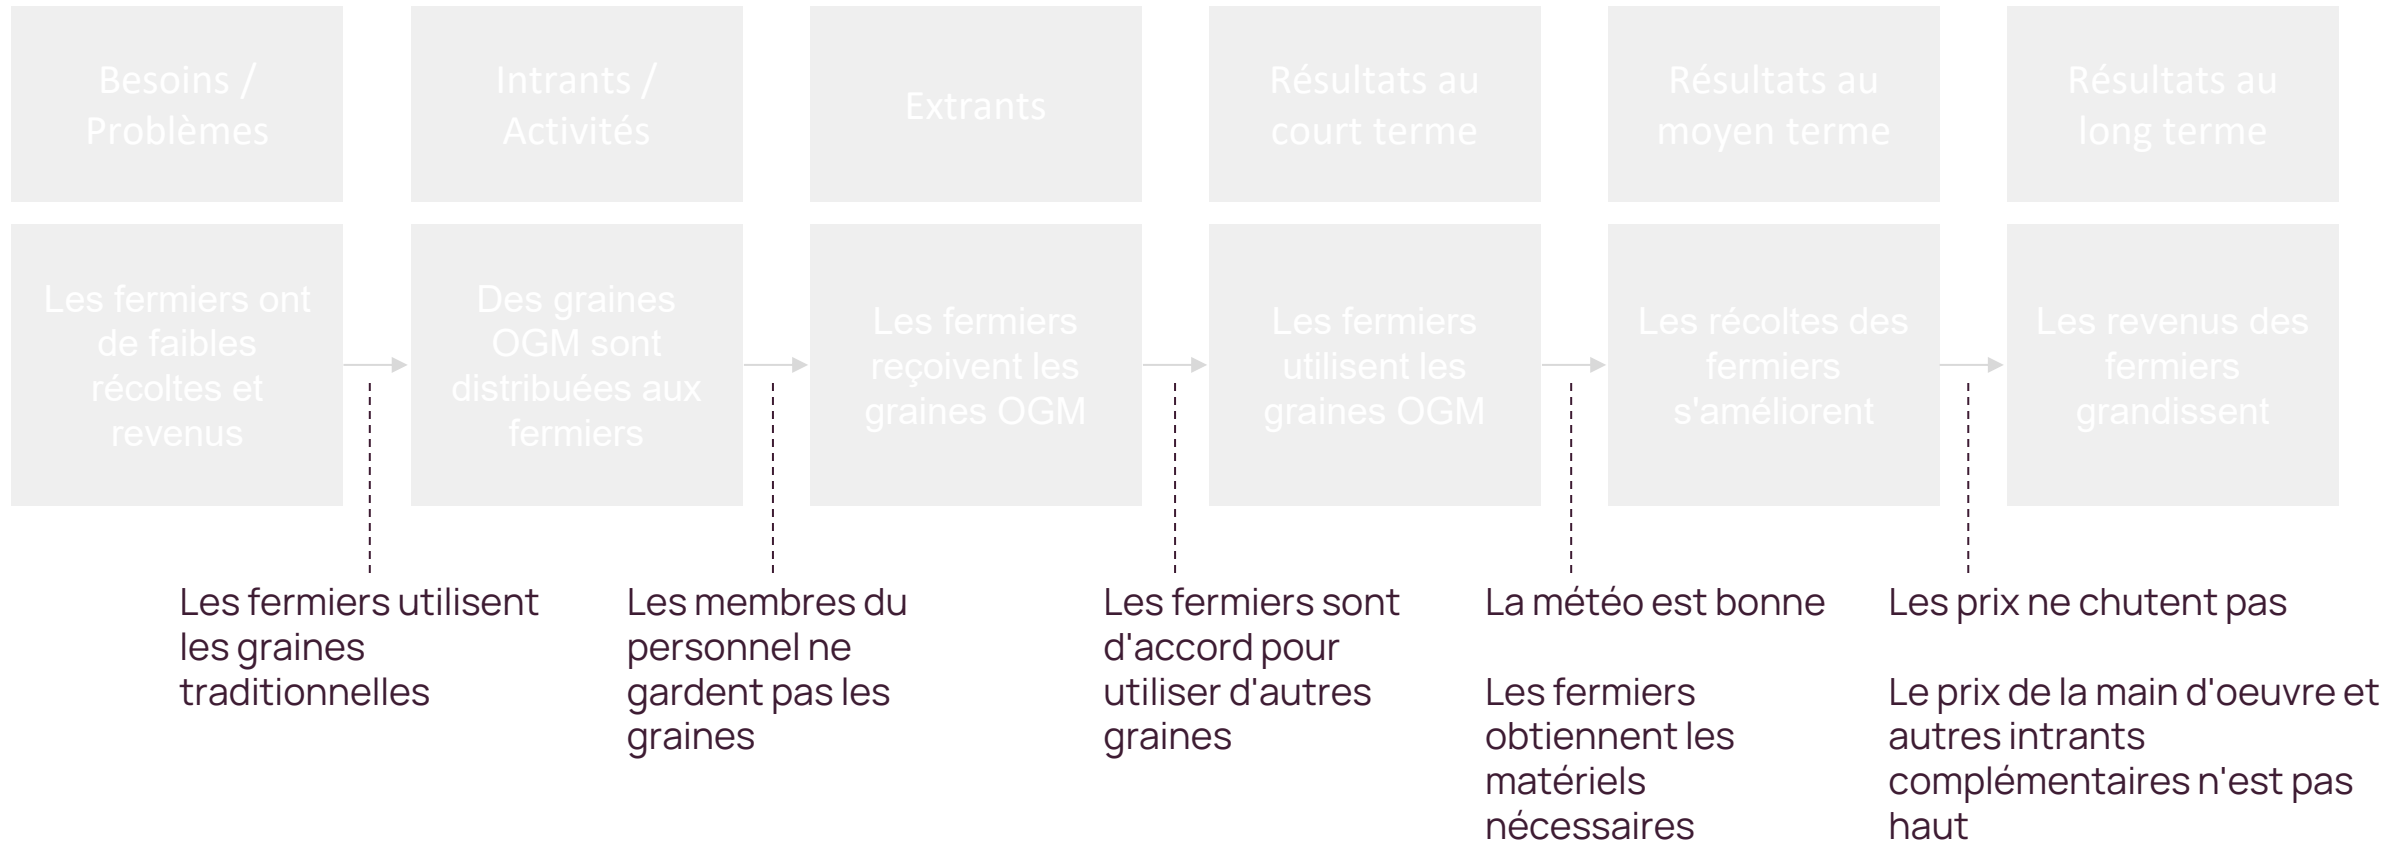 Besoins /
Problèmes
Intrants /
Activités
Extrants
Résultats au
court terme
Résultats au
moyen terme
Résultats au
long terme
Les fermiers ont
de faibles
récoltes et
revenus
Des graines
OGM sont
distribuées aux
fermiers
Les fermiers
reçoivent les
graines OGM
Les fermiers
utilisent les
graines OGM
Les récoltes des
fermiers
s'améliorent
Les revenus des
fermiers
grandissent
Les fermiers utilisent
les graines
traditionnelles
Les membres du
personnel ne
gardent pas les
graines
Les fermiers sont
d'accord pour
utiliser d'autres
graines
La météo est bonne
Les fermiers
obtiennent les
matériels
nécessaires
Les prix ne chutent pas
Le prix de la main d'oeuvre et
autres intrants
complémentaires n'est pas
haut